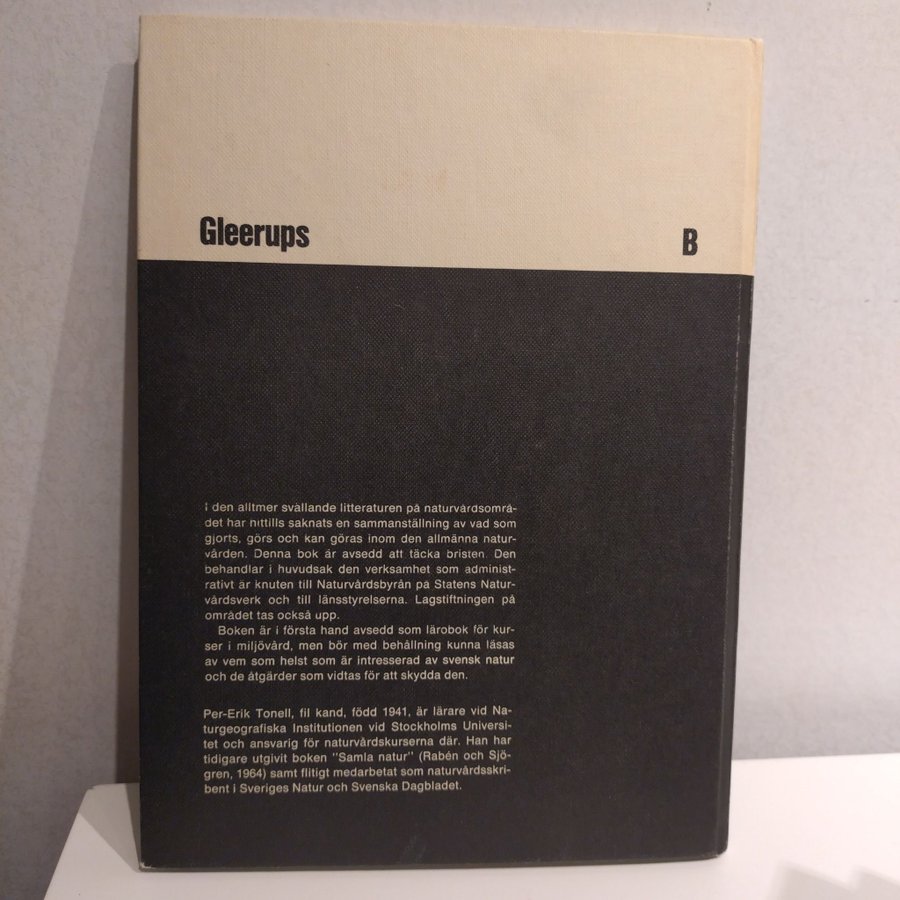 Gleerups
B
I den alltmer svällande litteraturen på naturvårdsområ-
det har hittills saknats en sammanställning av vad som
gjorts, görs och kan göras inom den allmänna natur-
vården. Denna bok är avsedd att täcka bristen. Den
behandlar i huvudsak den verksamhet som administ-
rativt är knuten till Naturvårdsbyrån på Statens Natur-
vårdsverk och till länsstyrelserna. Lagstiftningen på
området tas också upp.
Boken är i första hand avsedd som lärobok för kur-
ser i miljövård, men bör med behållning kunna läsas
av vem som helst som är intresserad av svensk natur
och de åtgärder som vidtas för att skydda den.
Per-Erik Tonell, fil kand, född 1941, är lärare vid Na-
turgeografiska Institutionen vid Stockholms Universi-
tet och ansvarig för naturvårdskurserna där. Han har
tidigare utgivit boken "Samla natur" (Rabén och Sjö-
gren, 1964) samt flitigt medarbetat som naturvårdsskri-
bent i Sveriges Natur och Svenska Dagbladet.